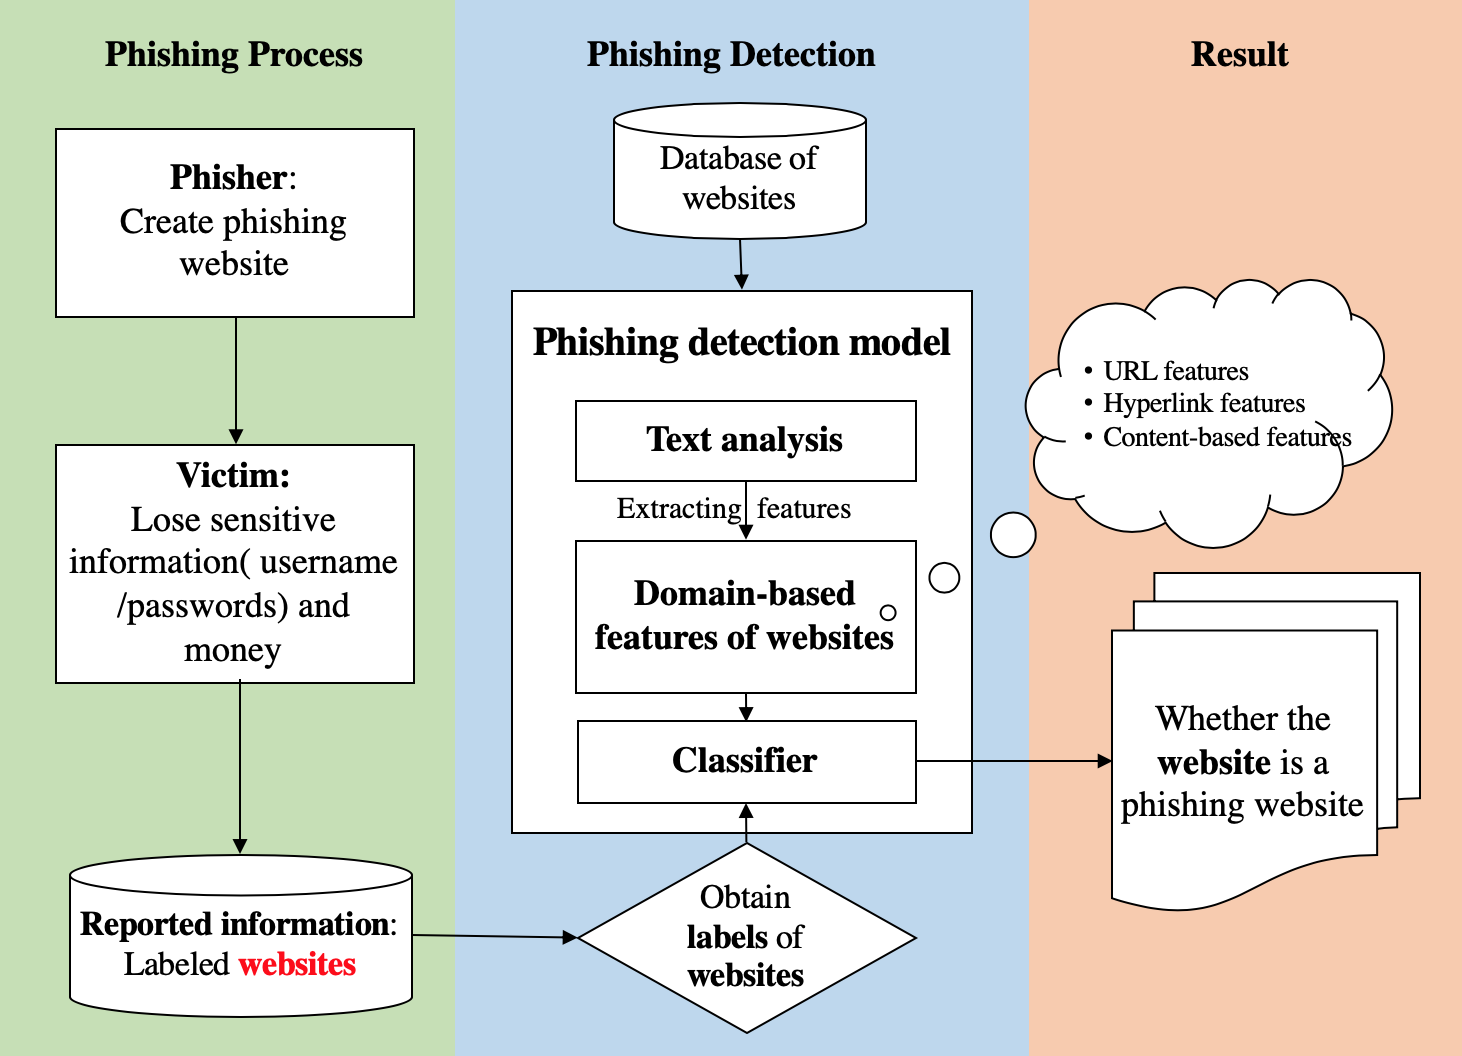 Phishing Process
Phisher:
Create phishing
website
Victim:
Lose sensitive
information( username
/passwords) and
money
Reported information:
Labeled websites
Phishing Detection
Database of
websites
Phishing detection model
Text analysis
Extracting features
Domain-based
features of websites
Classifier
Obtain
labels of
websites
Result
• URL features
• Hyperlink features
• Content-based features
Whether the
website is a
phishing website